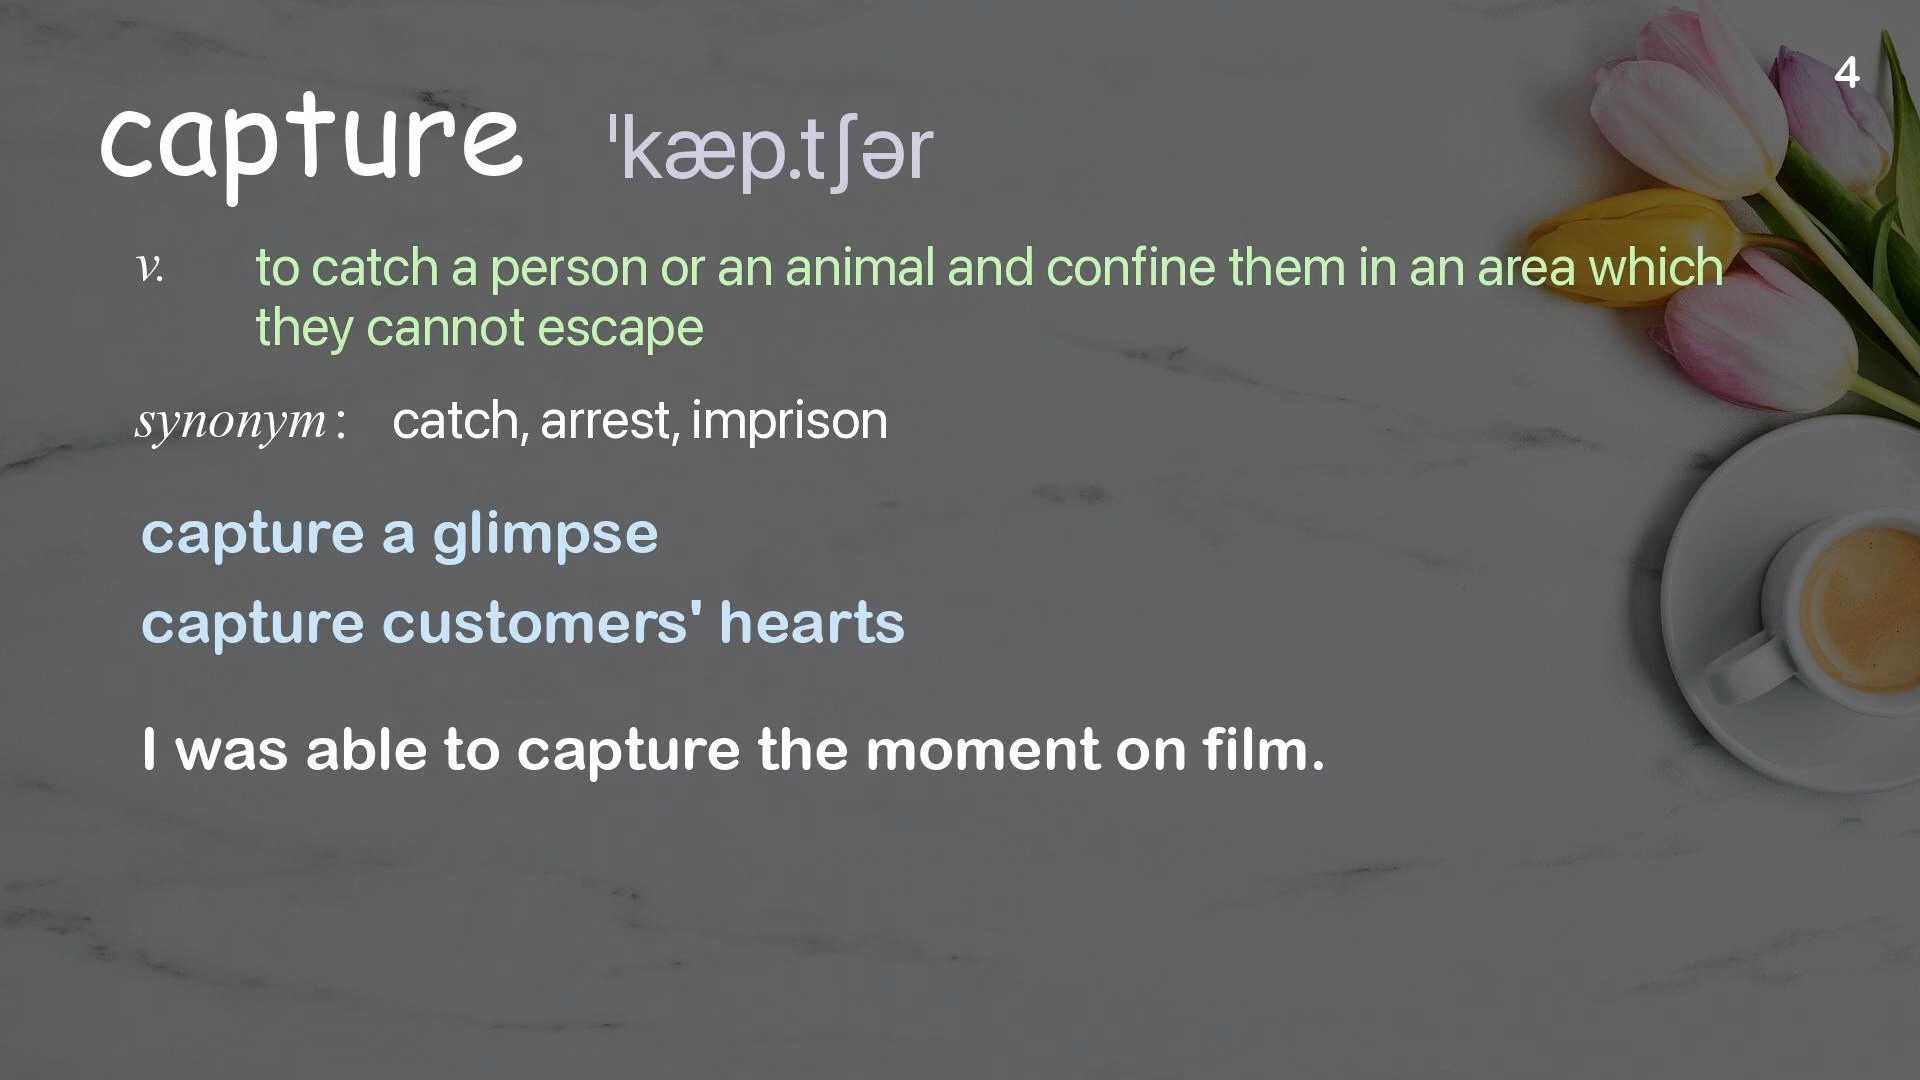 4
capture ˈkæp.tʃər
v. to catch a person or an animal and confine them in an area which
they cannot escape
synonym: catch, arrest, imprison
capture a glimpse
capture customers' hearts
I was able to capture the moment on film.